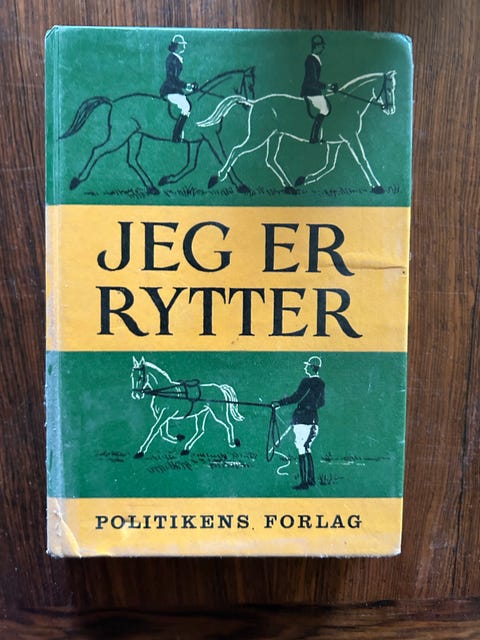 JEG ER
RYTTER
POLITIKENS FORLAG